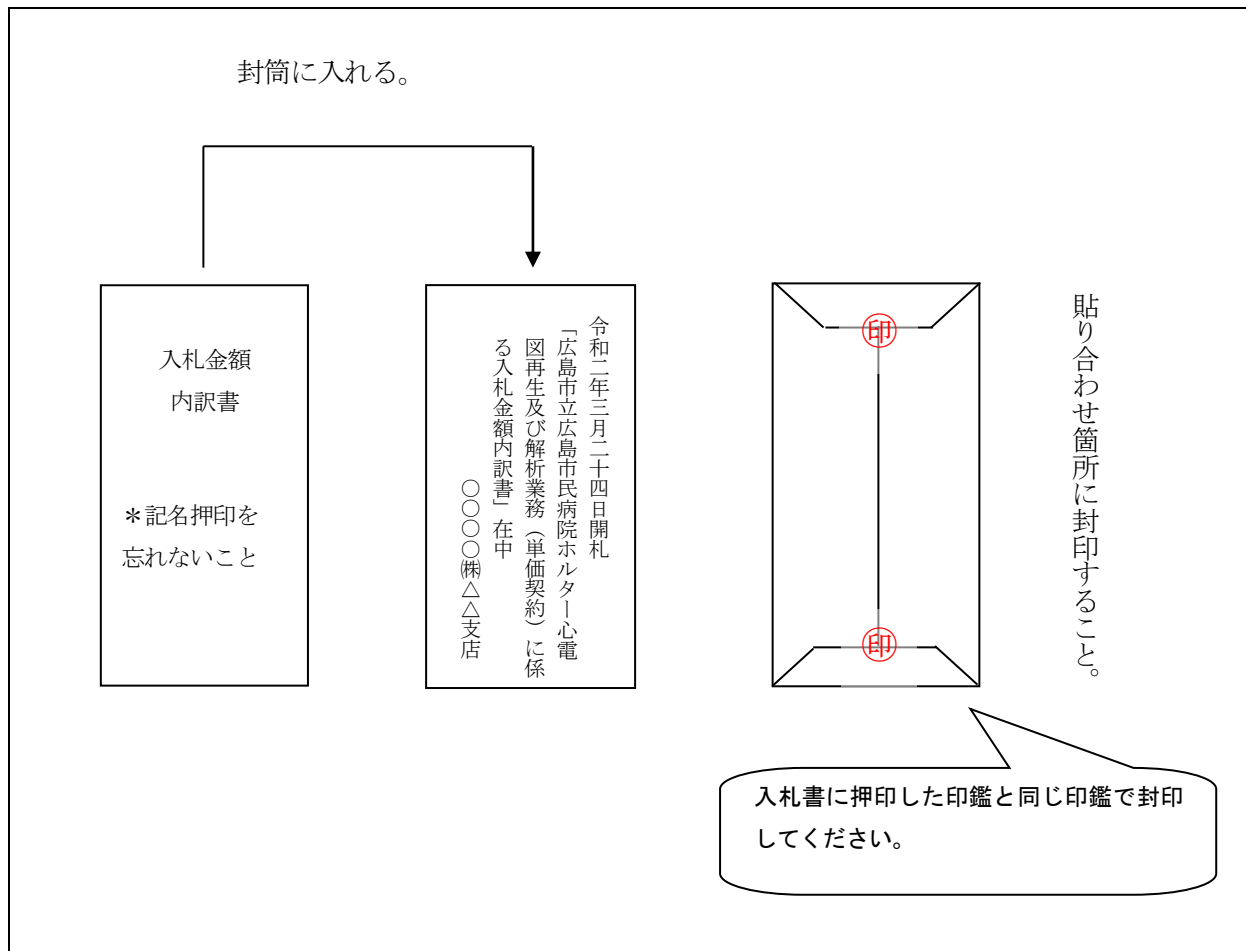 封筒に入れる。
入札金額
内訳書
＊記名押印を
忘れないこと
令和二年三月二十四日開札
「広島市立広島市民病院ホルター心電
図再生及び解析業務（単価契約）に係
る入札金額内訳書」在中
〇〇〇〇㈱△△支店
印
印
貼り合わせ箇所に封印すること。
入札書に押印した印鑑と同じ印鑑で封印
してください。